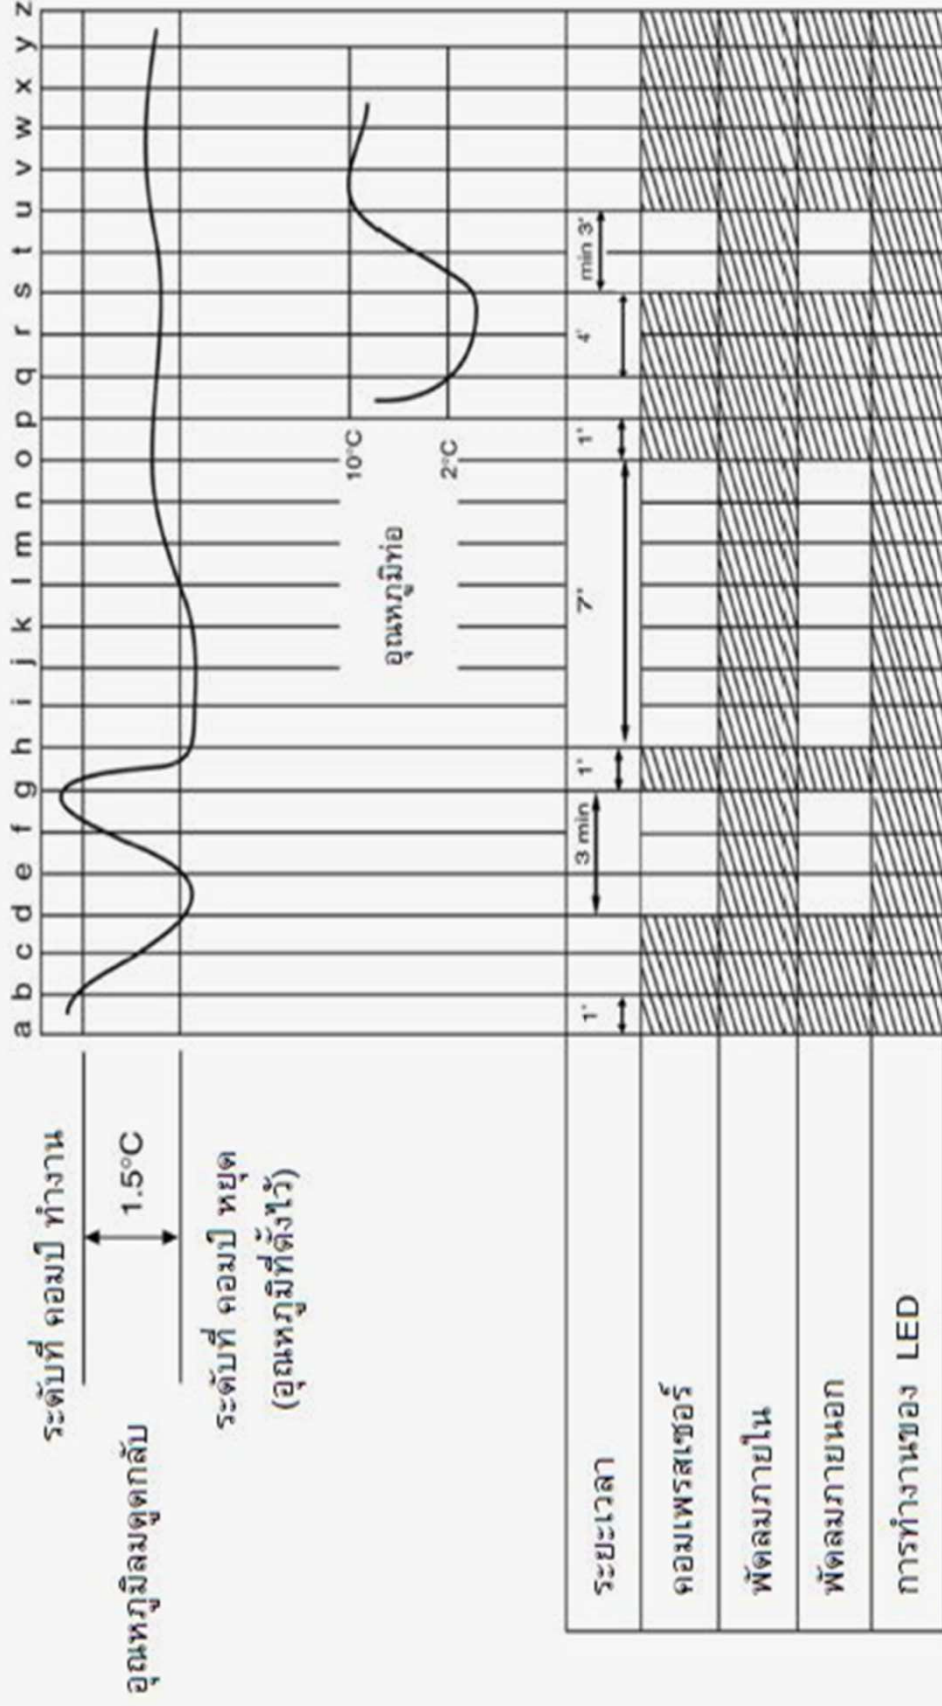 a b c d e f g h i j k l m n o p q r s t u v w x y z
ระดับที่ คอมป์ ทำงาน
อุณหภูมิลมดูดกลับ
1.5°C
ระดับที่ คอมป์ หยุด
(อุณหภูมิที่ตั้งไว้)
10°C
อุณหภูมิท่อ
2°C
ระยะเวลา
1' 3 min 1' 7' 1' 4' min 3'
คอมเพรสเซอร์
พัดลมภายใน
พัดลมภายนอก
การทำงานของ LED